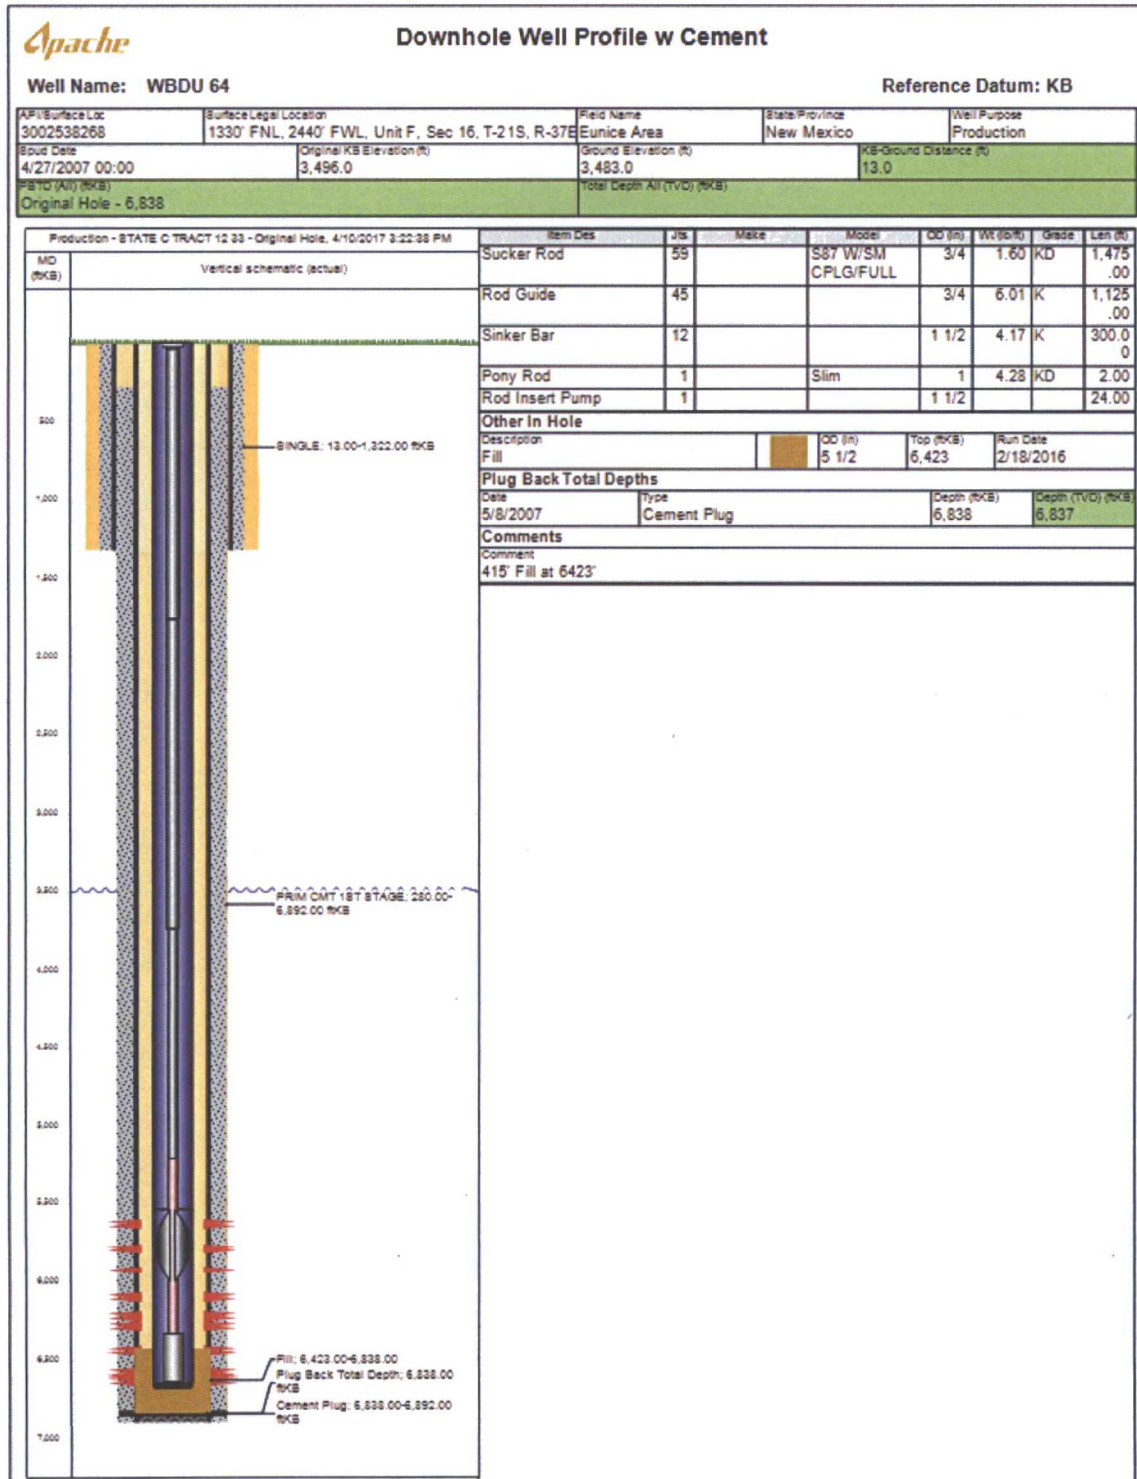 Apache
Downhole Well Profile w Cement
Well Name: WBDU 64
Reference Datum: KB
API/Surface Loc
3002538268
Surface Legal Location
1330' FNL, 2440' FWL, Unit F, Sec 16, T-21S, R-37E
Field Name
Eunice Area
State/Province
New Mexico
Well Purpose
Production
Spud Date
4/27/2007 00:00
Original KB Elevation (ft)
3,496.0
Ground Elevation (ft)
3,483.0
KB-Ground Distance (ft)
13.0
PBTD (All) (ftKB)
Original Hole - 6,838
Total Depth All (TVD) (ftKB)
Production - STATE C TRACT 12 33 - Original Hole, 4/10/2017 3:22:38 PM
MD (ftKB)
Vertical schematic (actual)
500
1,000
1,500
2,000
2,500
3,000
3,500
4,000
4,500
5,000
5,500
6,000
6,500
7,000
SINGLE; 13.00-1,322.00 ftKB
PRIM CMT 1ST STAGE; 280.00-
6,892.00 ftKB
Fill; 6,423.00-6,838.00
Plug Back Total Depth; 6,838.00
ftKB
Cement Plug; 6,838.00-6,892.00
ftKB
Item Des Jts Make Model OD (in) Wt (lb/ft) Grade Len (ft)
Sucker Rod 59 S87 W/SM CPLG/FULL 3/4 1.60 KD 1,475.00
Rod Guide 45 3/4 6.01 K 1,125.00
Sinker Bar 12 1 1/2 4.17 K 300.00
Pony Rod 1 Slim 1 4.28 KD 2.00
Rod Insert Pump 1 1 1/2 24.00
Other In Hole
Description OD (in) Top (ftKB) Run Date
Fill 5 1/2 6,423 2/18/2016
Plug Back Total Depths
Date Type Depth (ftKB) Depth (TVD) (ftKB)
5/8/2007 Cement Plug 6,838 6,837
Comments
Comment
415' Fill at 6423'